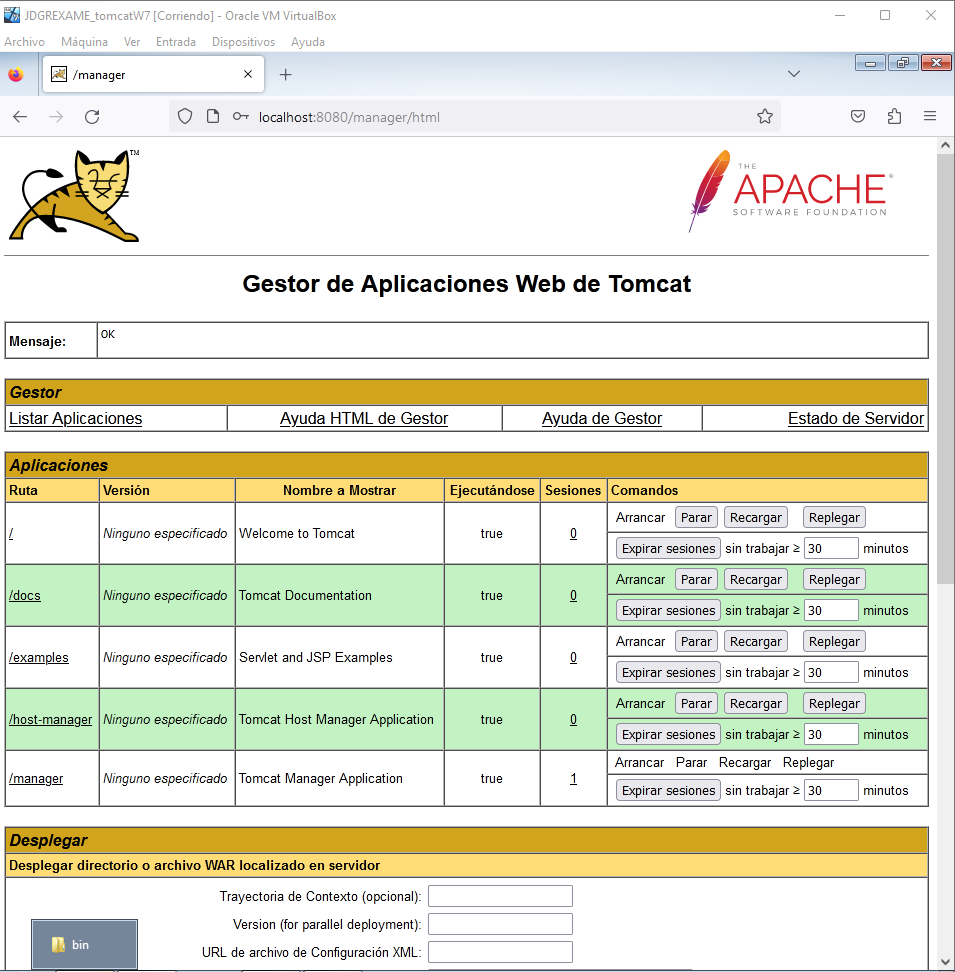 JDGREXAME_tomcatW7 [Corriendo] - Oracle VM VirtualBox
Archivo Máquina Ver Entrada Dispositivos Ayuda
/manager
localhost:8080/manager/html
TM
THE
APACHE®
SOFTWARE FOUNDATION
Gestor de Aplicaciones Web de Tomcat
Mensaje: OK
Gestor
Listar Aplicaciones Ayuda HTML de Gestor Ayuda de Gestor Estado de Servidor
Aplicaciones
Ruta Versión Nombre a Mostrar Ejecutándose Sesiones Comandos
Arrancar Parar Recargar Replegar
/ Ninguno especificado Welcome to Tomcat true 0
Expirar sesiones sin trabajar ≥ 30 minutos
Arrancar Parar Recargar Replegar
/docs Ninguno especificado Tomcat Documentation true 0
Expirar sesiones sin trabajar ≥ 30 minutos
Arrancar Parar Recargar Replegar
/examples Ninguno especificado Servlet and JSP Examples true 0
Expirar sesiones sin trabajar ≥ 30 minutos
Arrancar Parar Recargar Replegar
/host-manager Ninguno especificado Tomcat Host Manager Application true 0
Expirar sesiones sin trabajar ≥ 30 minutos
Arrancar Parar Recargar Replegar
/manager Ninguno especificado Tomcat Manager Application true 1
Expirar sesiones sin trabajar ≥ 30 minutos
Desplegar
Desplegar directorio o archivo WAR localizado en servidor
Trayectoria de Contexto (opcional):
Version (for parallel deployment):
bin
URL de archivo de Configuración XML: